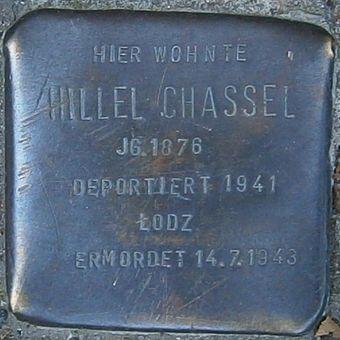 HIER WOHNTE
HILLEL CHASSEL
JG.1876
DEPORTIERT 1941
ŁODZ
ERMORDET 14.7.1943